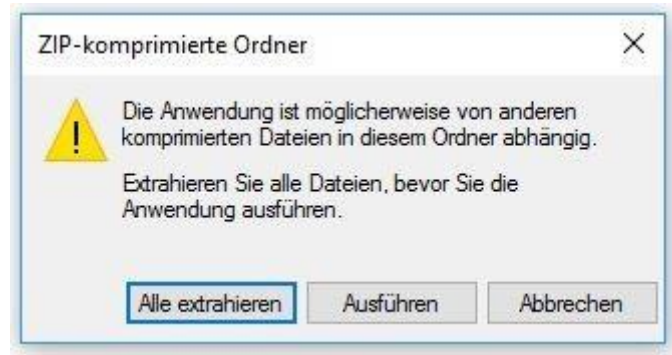 ZIP-komprimierte Ordner
Die Anwendung ist möglicherweise von anderen
komprimierten Dateien in diesem Ordner abhängig.
Extrahieren Sie alle Dateien, bevor Sie die
Anwendung ausführen.
Alle extrahieren Ausführen Abbrechen